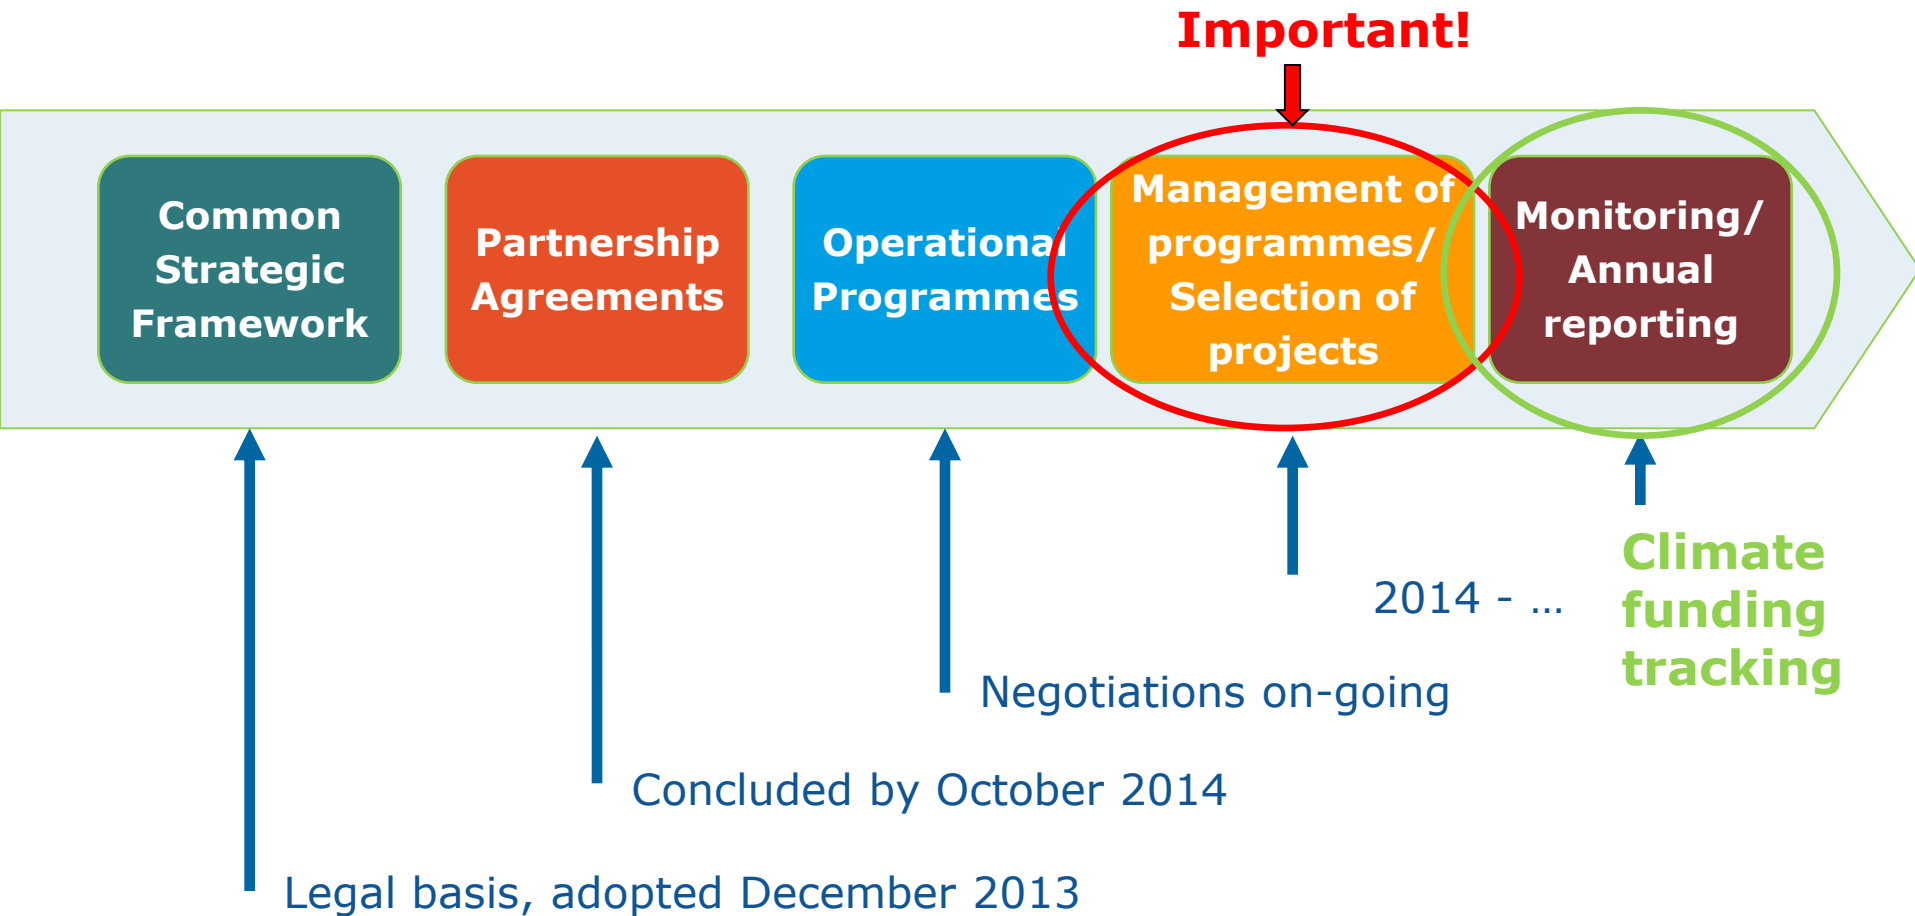 Important!
Common
Strategic
Framework
Partnership
Agreements
Operational
Programmes
Management of
programmes/
Selection of
projects
Monitoring/
Annual
reporting
Climate
funding
tracking
2014 - …
Negotiations on-going
Concluded by October 2014
Legal basis, adopted December 2013